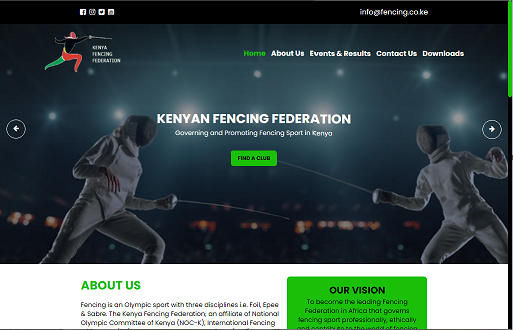 info@fencing.co.ke
KENYA
FENCING
FEDERATION
Home About Us Events & Results Contact Us Downloads
KENYAN FENCING FEDERATION
Governing and Promoting Fencing Sport in Kenya
FIND A CLUB
ABOUT US
Fencing is an Olympic sport with three disciplines i.e. Foil, Epee
& Sabre. The Kenya Fencing Federation; an affiliate of National
Olympic Committee of Kenya (NOC-K), International Fencing
OUR VISION
To become the leading Fencing
Federation in Africa that governs
fencing sport professionally, ethically
and contribute to the world of fencing